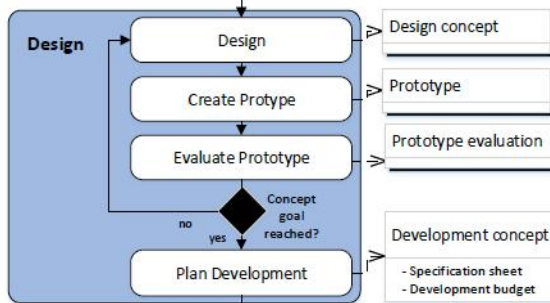 Design
Design
Design concept
Create Protype
Prototype
Evaluate Prototype
Prototype evaluation
Concept
goal
reached?
no
yes
Plan Development
Development concept
- Specification sheet
- Development budget